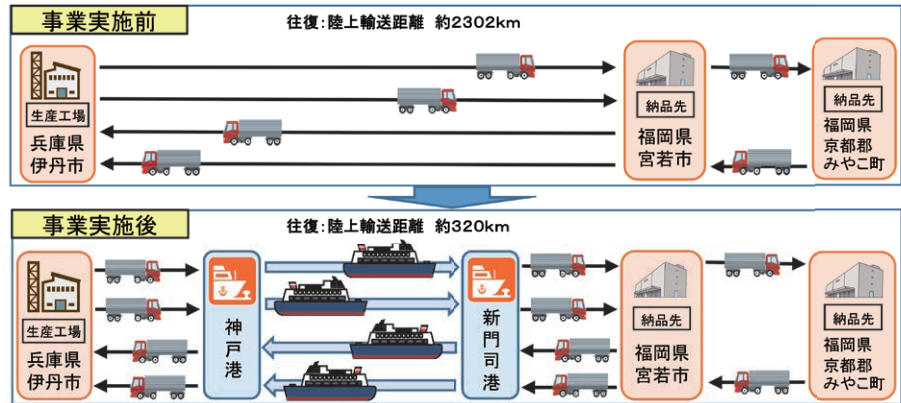 事業実施前
往復：陸上輸送距離 約2302km
生産工場
兵庫県
伊丹市
納品先
福岡県
宮若市
納品先
福岡県
京都郡
みやこ町
事業実施後
往復：陸上輸送距離 約320km
生産工場
兵庫県
伊丹市
神戸港
新門司港
納品先
福岡県
宮若市
納品先
福岡県
京都郡
みやこ町